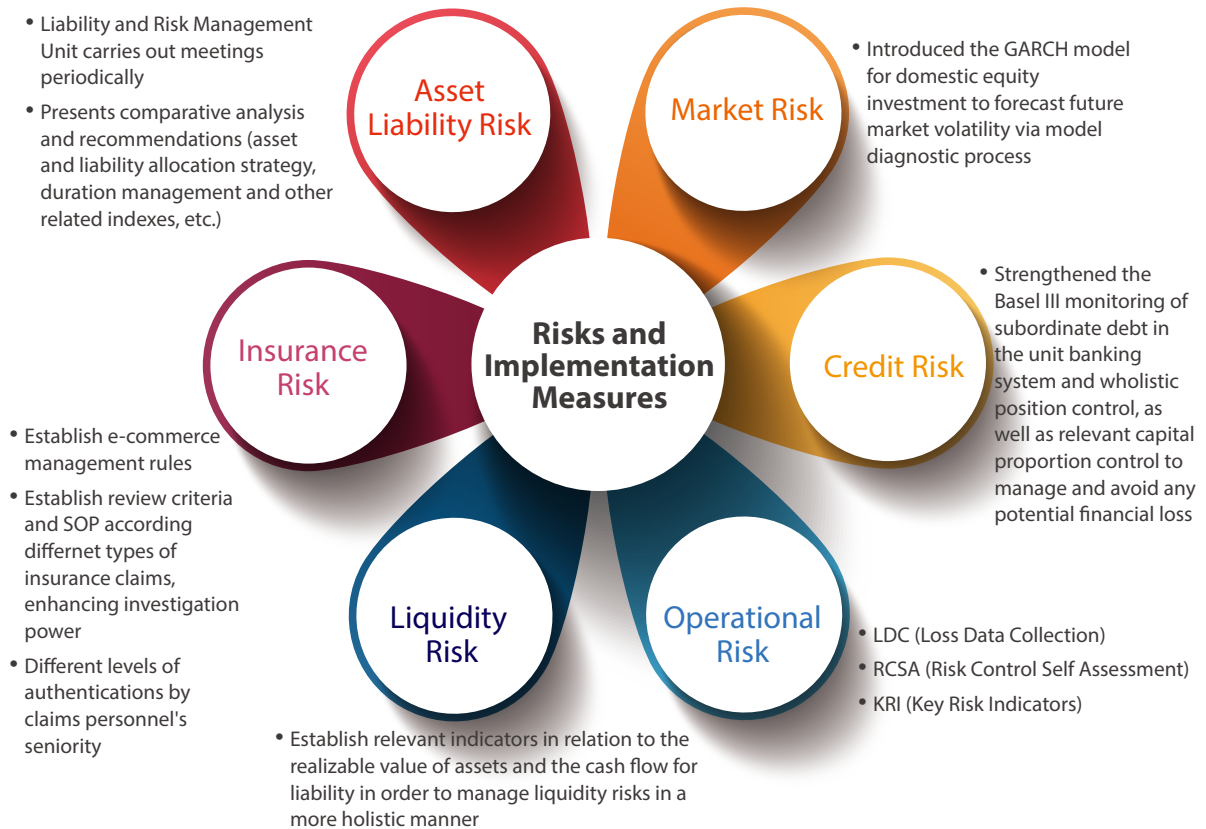 Risks and
Implementation
Measures
Asset
Liability Risk
• Liability and Risk Management
Unit carries out meetings
periodically
• Presents comparative analysis
and recommendations (asset
and liability allocation strategy,
duration management and other
related indexes, etc.)
Market Risk
• Introduced the GARCH model
for domestic equity
investment to forecast future
market volatility via model
diagnostic process
Credit Risk
• Strengthened the
Basel III monitoring of
subordinate debt in
the unit banking
system and wholistic
position control, as
well as relevant capital
proportion control to
manage and avoid any
potential financial loss
Operational
Risk
• LDC (Loss Data Collection)
• RCSA (Risk Control Self Assessment)
• KRI (Key Risk Indicators)
Liquidity
Risk
• Establish relevant indicators in relation to the
realizable value of assets and the cash flow for
liability in order to manage liquidity risks in a
more holistic manner
Insurance
Risk
• Establish e-commerce
management rules
• Establish review criteria
and SOP according
differnet types of
insurance claims,
enhancing investigation
power
• Different levels of
authentications by
claims personnel's
seniority